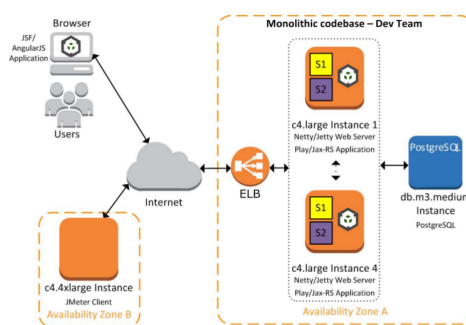 Browser
JSF/
AngularJS
Application
Users
Internet
c4.4xlarge Instance
JMeter Client
Availability Zone B
Monolithic codebase – Dev Team
ELB
S1
S2
c4.large Instance 1
Netty/Jetty Web Server
Play/Jax-RS Application
S1
S2
c4.large Instance 4
Netty/Jetty Web Server
Play/Jax-RS Application
PostgreSQL
db.m3.medium
Instance
PostgreSQL
Availability Zone A